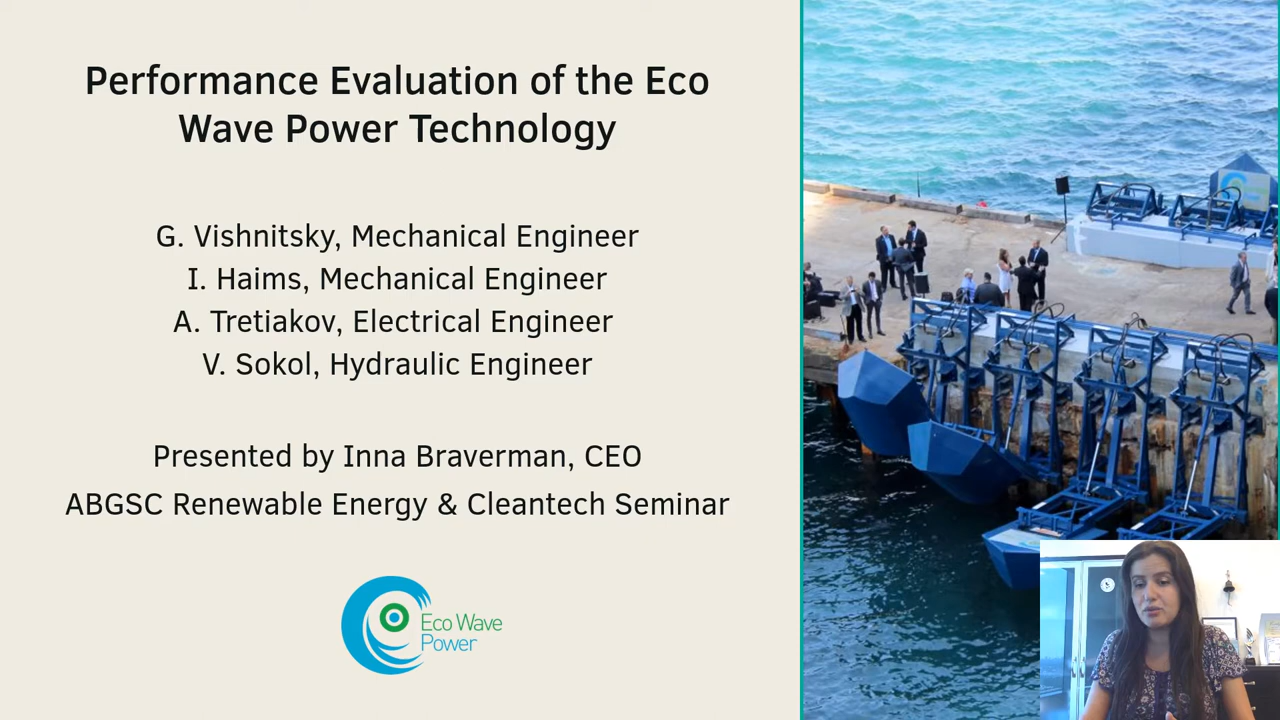 Performance Evaluation of the Eco
Wave Power Technology
G. Vishnitsky, Mechanical Engineer
I. Haims, Mechanical Engineer
A. Tretiakov, Electrical Engineer
V. Sokol, Hydraulic Engineer
Presented by Inna Braverman, CEO
ABGSC Renewable Energy & Cleantech Seminar
Eco Wave
Power